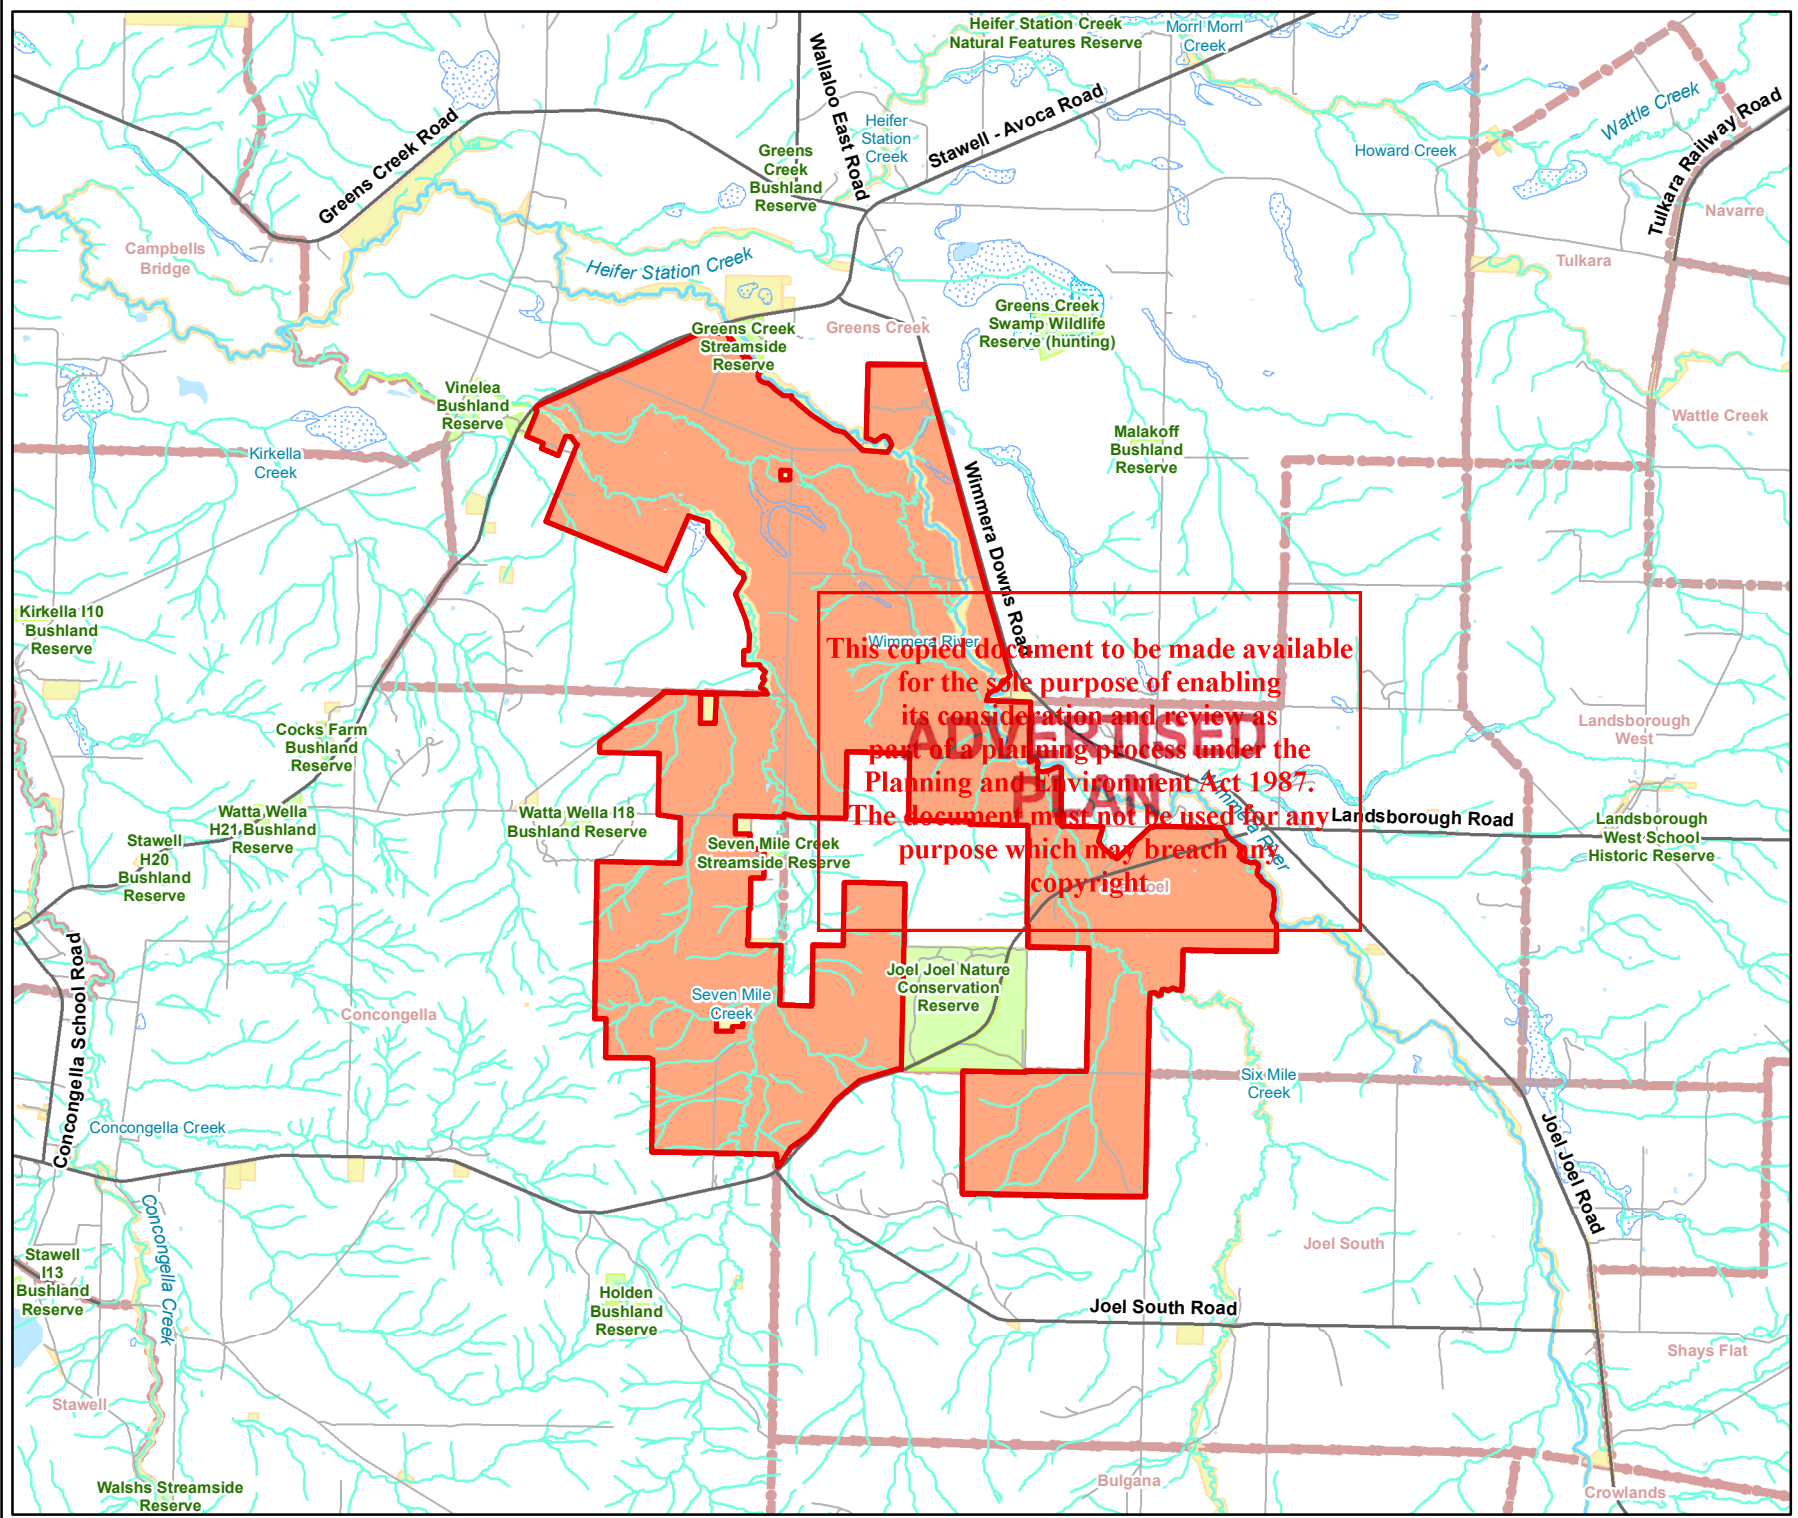 Heifer Station Creek
Natural Features Reserve
Morrl Morrl
Creek
Wallaloo East Road
Stawell - Avoca Road
Wattle Creek
Tulkara Railway Road
Greens Creek Road
Heifer
Station
Creek
Howard Creek
Greens
Creek
Bushland
Reserve
Navarre
Campbells
Bridge
Heifer Station Creek
Tulkara
Greens Creek
Swamp Wildlife
Reserve (hunting)
Greens Creek
Streamside
Reserve
Greens Creek
Vinelea
Bushland
Reserve
Wattle Creek
Kirkella
Creek
Malakoff
Bushland
Reserve
Wimmera Downs Road
Kirkella I10
Bushland
Reserve
Wimmera River
This copied document to be made available
for the sole purpose of enabling
its consideration and review as
part of a planning process under the
Planning and Environment Act 1987.
The document must not be used for any
purpose which may breach any
copyright
ADVERTISED
PLAN
Landsborough
West
Cocks Farm
Bushland
Reserve
Watta Wella
H21 Bushland
Reserve
Watta Wella I18
Bushland Reserve
Wimmera River
Landsborough Road
Landsborough
West School
Historic Reserve
Stawell
H20
Bushland
Reserve
Seven Mile Creek
Streamside Reserve
Joel
Concongella School Road
Joel Joel Nature
Conservation
Reserve
Seven Mile
Creek
Concongella
Six Mile
Creek
Concongella Creek
Joel Joel Road
Concongella Creek
Stawell
I13
Bushland
Reserve
Joel South
Holden
Bushland
Reserve
Joel South Road
Shays Flat
Stawell
Bulgana
Walshs Streamside
Reserve
Crowlands